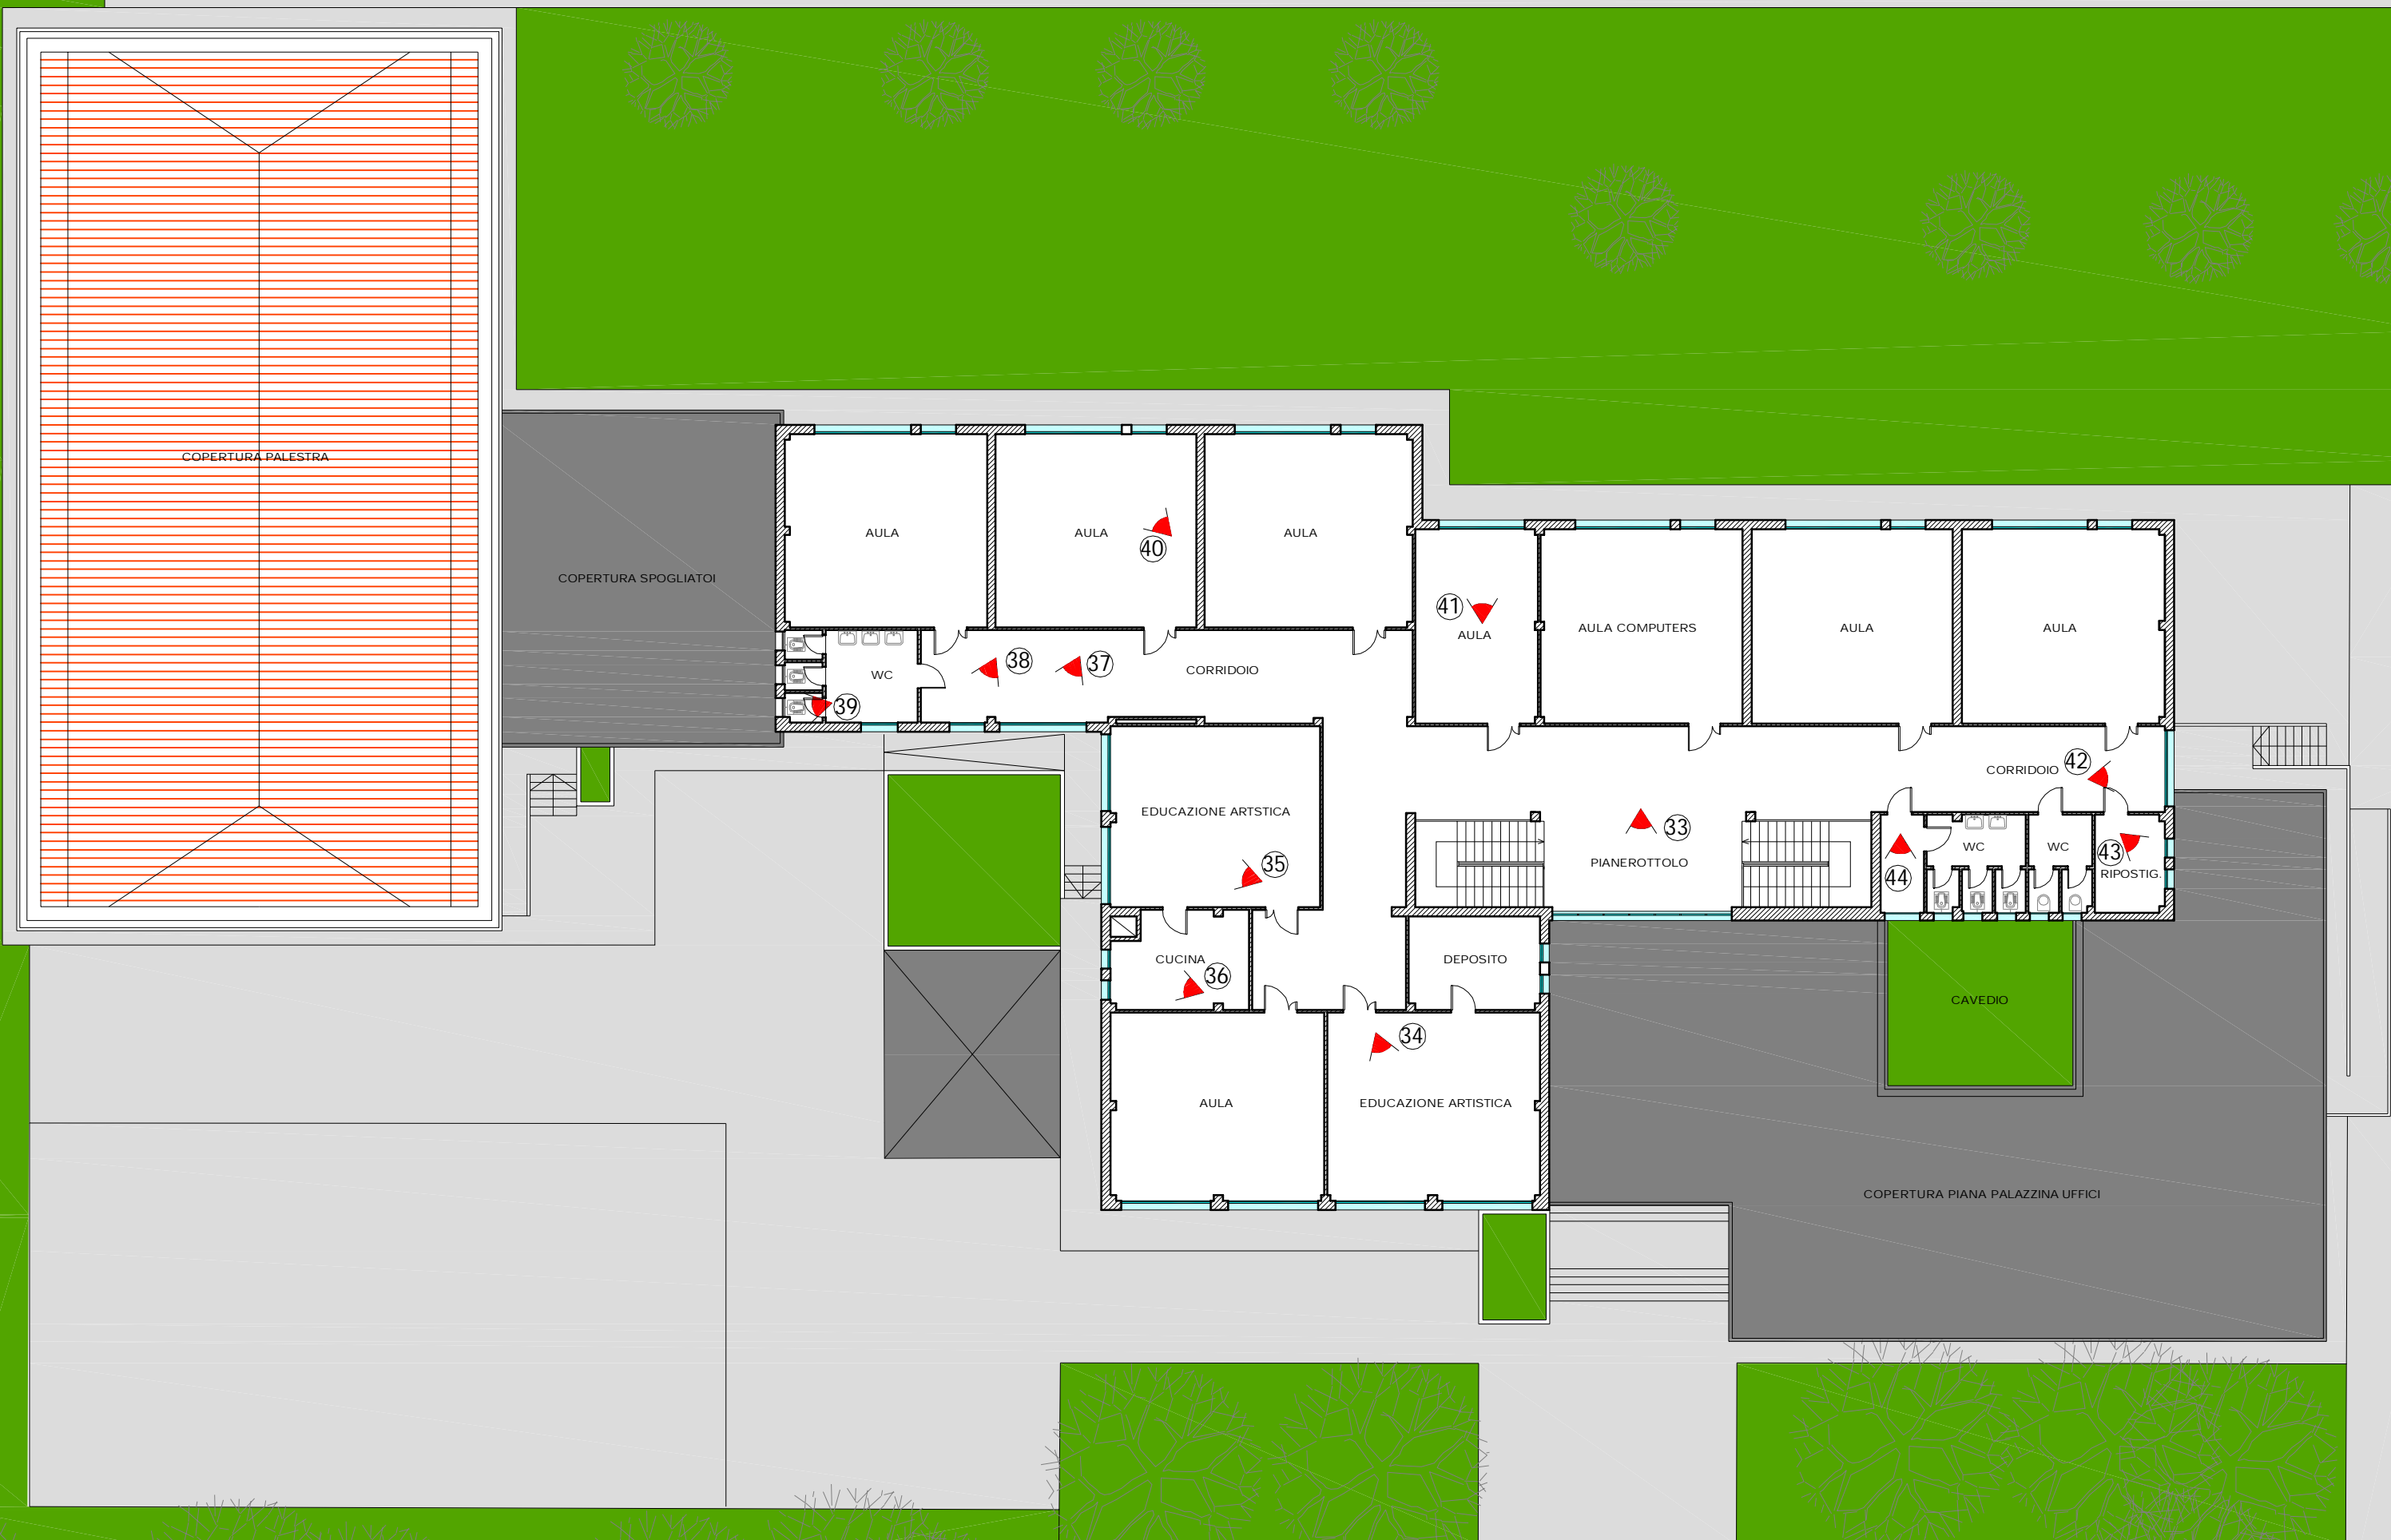 COPERTURA PALESTRA
COPERTURA SPOGLIATOI
AULA
AULA
40
AULA
41
AULA
AULA COMPUTERS
AULA
AULA
WC
39
38
37
CORRIDOIO
CORRIDOIO
42
EDUCAZIONE ARTSTICA
35
33
PIANEROTTOLO
44
WC
WC
43
RIPOSTIG.
CUCINA
36
DEPOSITO
CAVEDIO
34
AULA
EDUCAZIONE ARTISTICA
COPERTURA PIANA PALAZZINA UFFICI